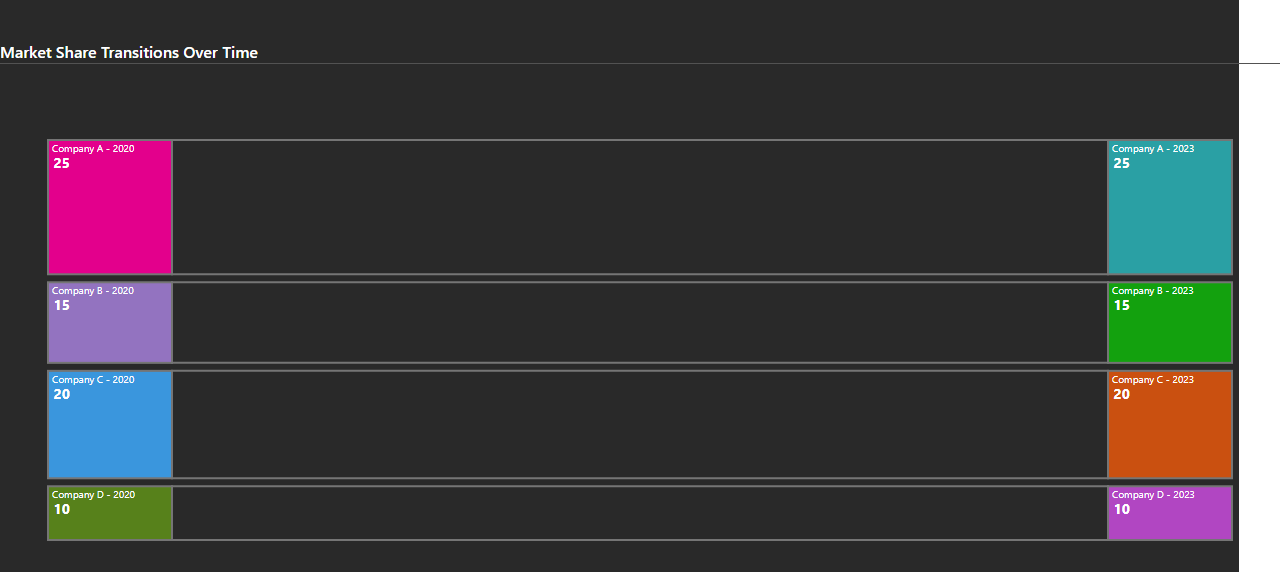 Market Share Transitions Over Time
Company A - 2020
25
Company A - 2023
25
Company B - 2020
15
Company B - 2023
15
Company C - 2020
20
Company C - 2023
20
Company D - 2020
10
Company D - 2023
10